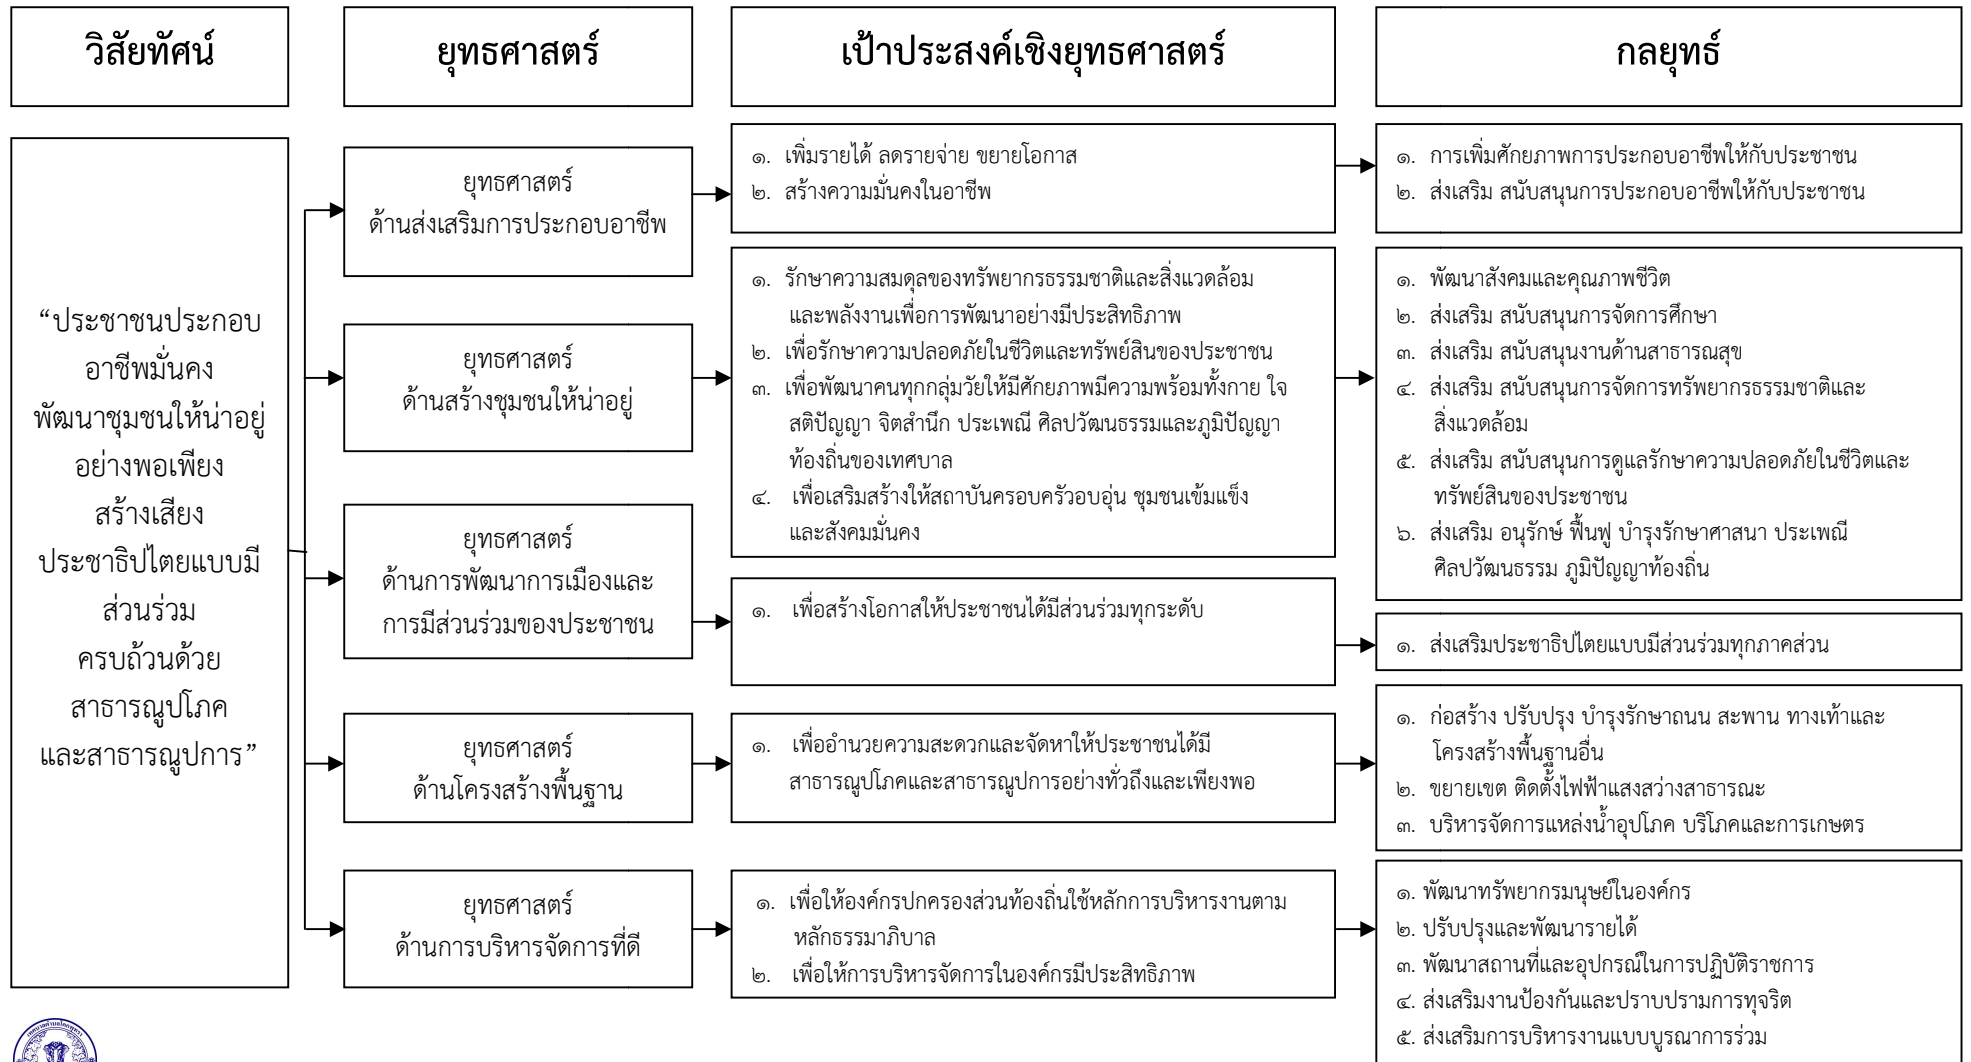 วิสัยทัศน์
ยุทธศาสตร์
เป้าประสงค์เชิงยุทธศาสตร์
กลยุทธ์
“ประชาชนประกอบ
อาชีพมั่นคง
พัฒนาชุมชนให้น่าอยู่
อย่างพอเพียง
สร้างเสียง
ประชาธิปไตยแบบมี
ส่วนร่วม
ครบถ้วนด้วย
สาธารณูปโภค
และสาธารณูปการ”
ยุทธศาสตร์
ด้านส่งเสริมการประกอบอาชีพ
๑. เพิ่มรายได้ ลดรายจ่าย ขยายโอกาส
๒. สร้างความมั่นคงในอาชีพ
๑. การเพิ่มศักยภาพการประกอบอาชีพให้กับประชาชน
๒. ส่งเสริม สนับสนุนการประกอบอาชีพให้กับประชาชน
ยุทธศาสตร์
ด้านสร้างชุมชนให้น่าอยู่
๑. รักษาความสมดุลของทรัพยากรธรรมชาติและสิ่งแวดล้อม
และพลังงานเพื่อการพัฒนาอย่างมีประสิทธิภาพ
๒. เพื่อรักษาความปลอดภัยในชีวิตและทรัพย์สินของประชาชน
๓. เพื่อพัฒนาคนทุกกลุ่มวัยให้มีศักยภาพมีความพร้อมทั้งกาย ใจ
สติปัญญา จิตสำนึก ประเพณี ศิลปวัฒนธรรมและภูมิปัญญา
ท้องถิ่นของเทศบาล
๔. เพื่อเสริมสร้างให้สถาบันครอบครัวอบอุ่น ชุมชนเข้มแข็ง
และสังคมมั่นคง
๑. พัฒนาสังคมและคุณภาพชีวิต
๒. ส่งเสริม สนับสนุนการจัดการศึกษา
๓. ส่งเสริม สนับสนุนงานด้านสาธารณสุข
๔. ส่งเสริม สนับสนุนการจัดการทรัพยากรธรรมชาติและ
สิ่งแวดล้อม
๕. ส่งเสริม สนับสนุนการดูแลรักษาความปลอดภัยในชีวิตและ
ทรัพย์สินของประชาชน
๖. ส่งเสริม อนุรักษ์ ฟื้นฟู บำรุงรักษาศาสนา ประเพณี
ศิลปวัฒนธรรม ภูมิปัญญาท้องถิ่น
ยุทธศาสตร์
ด้านการพัฒนาการเมืองและ
การมีส่วนร่วมของประชาชน
๑. เพื่อสร้างโอกาสให้ประชาชนได้มีส่วนร่วมทุกระดับ
๑. ส่งเสริมประชาธิปไตยแบบมีส่วนร่วมทุกภาคส่วน
ยุทธศาสตร์
ด้านโครงสร้างพื้นฐาน
๑. เพื่ออำนวยความสะดวกและจัดหาให้ประชาชนได้มี
สาธารณูปโภคและสาธารณูปการอย่างทั่วถึงและเพียงพอ
๑. ก่อสร้าง ปรับปรุง บำรุงรักษาถนน สะพาน ทางเท้าและ
โครงสร้างพื้นฐานอื่น
๒. ขยายเขต ติดตั้งไฟฟ้าแสงสว่างสาธารณะ
๓. บริหารจัดการแหล่งน้ำอุปโภค บริโภคและการเกษตร
ยุทธศาสตร์
ด้านการบริหารจัดการที่ดี
๑. เพื่อให้องค์กรปกครองส่วนท้องถิ่นใช้หลักการบริหารงานตาม
หลักธรรมาภิบาล
๒. เพื่อให้การบริหารจัดการในองค์กรมีประสิทธิภาพ
๑. พัฒนาทรัพยากรมนุษย์ในองค์กร
๒. ปรับปรุงและพัฒนารายได้
๓. พัฒนาสถานที่และอุปกรณ์ในการปฏิบัติราชการ
๔. ส่งเสริมงานป้องกันและปราบปรามการทุจริต
๕. ส่งเสริมการบริหารงานแบบบูรณาการร่วม